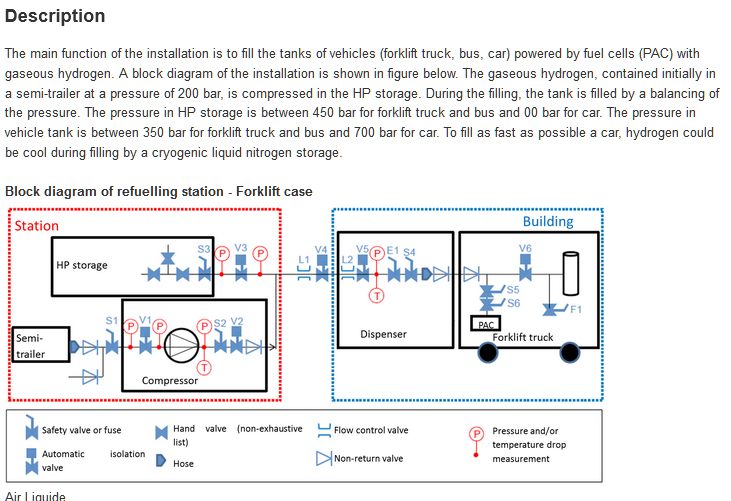 Description
The main function of the installation is to fill the tanks of vehicles (forklift truck, bus, car) powered by fuel cells (PAC) with
gaseous hydrogen. A block diagram of the installation is shown in figure below. The gaseous hydrogen, contained initially in
a semi-trailer at a pressure of 200 bar, is compressed in the HP storage. During the filling, the tank is filled by a balancing of
the pressure. The pressure in HP storage is between 450 bar for forklift truck and bus and 00 bar for car. The pressure in
vehicle tank is between 350 bar for forklift truck and bus and 700 bar for car. To fill as fast as possible a car, hydrogen could
be cool during filling by a cryogenic liquid nitrogen storage.
Block diagram of refuelling station - Forklift case
Station
Building
S3 P V3 P
L1 V4
L2 V5 P E1 S4
V6
HP storage
T
S5
S6
F1
S1 P V1 P
P S2 V2
PAC
Semi-
trailer
Dispenser
Forklift truck
T
Compressor
Safety valve or fuse
Hand valve (non-exhaustive
list)
Flow control valve
P Pressure and/or
temperature drop
measurement
Automatic isolation
valve
Hose
Non-return valve
Air Liquide